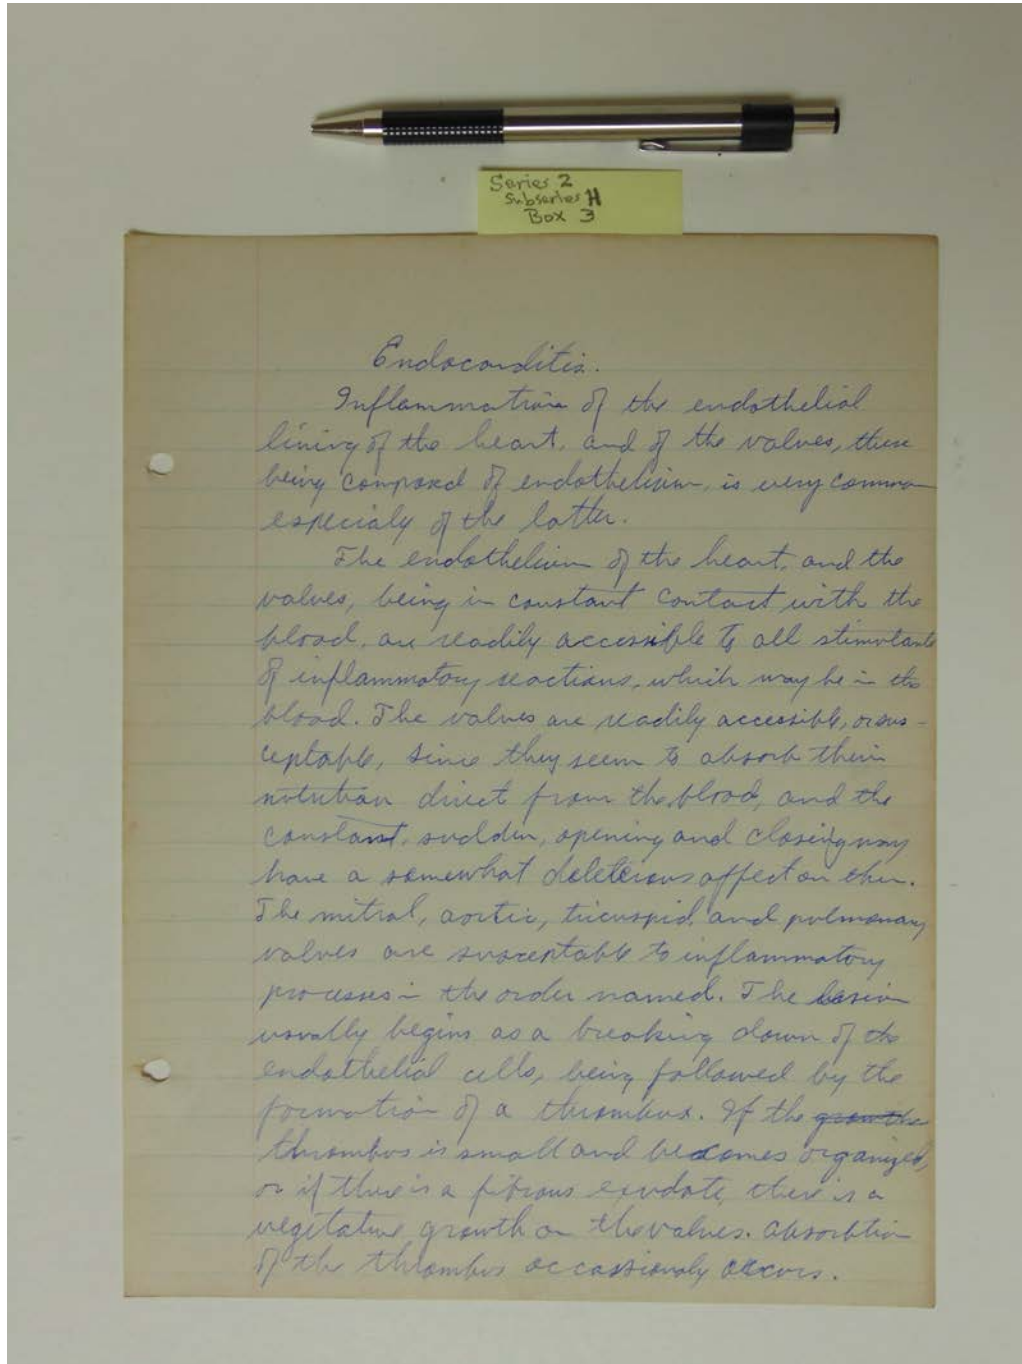 Series 2
Subseries H
Box 3
Endocarditis.
Inflammation of the endothelial
lining of the heart, and of the valves, these
being composed of endothelium, is very common
especialy of the latter.
The endothelium of the heart, and the
valves, being in constant contact with the
blood, are readily accessible to all stimulants
of inflammatory reactions, which may be in the
blood. The valves are readily accessible, or sus-
ceptable, since they seem to absorb their
nutrition direct from the blood, and the
constant, sudden, opening and closing may
have a somewhat deleterous affect on them.
The mitral, aortic, tricuspid, and pulmonary
valves are susceptable to inflammatory
processes in the order named. The lesion
usually begins as a breaking down of the
endothelial cells, being followed by the
formation of a thrombus. If the growths
thrombus is small and becomes organized,
or if there is a fibrous exudate, there is a
vegitative growth on the valves. Absorbtion
of the thrombus occassionaly occurs.